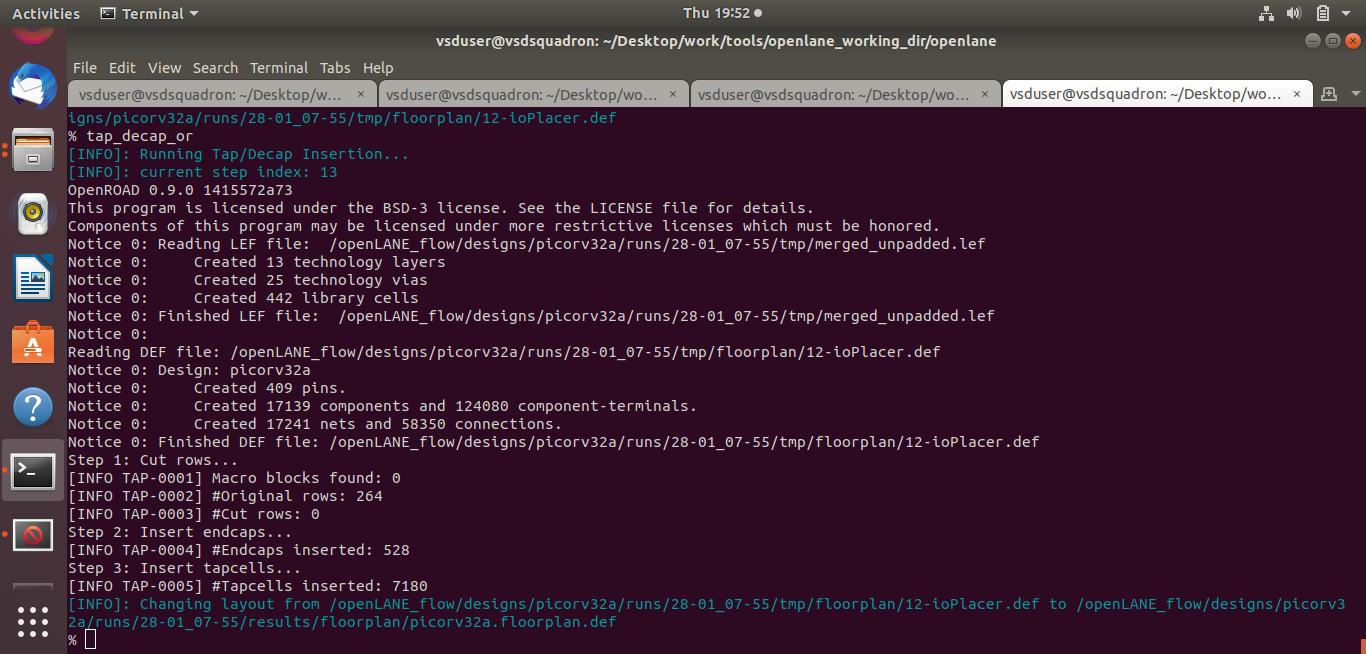 Activities Terminal Thu 19:52
vsduser@vsdsquadron: ~/Desktop/work/tools/openlane_working_dir/openlane
File Edit View Search Terminal Tabs Help
vsduser@vsdsquadron: ~/Desktop/w... × vsduser@vsdsquadron: ~/Desktop/wo... × vsduser@vsdsquadron: ~/Desktop/wo... × vsduser@vsdsquadron: ~/Desktop/wo... ×
igns/picorv32a/runs/28-01_07-55/tmp/floorplan/12-ioPlacer.def
% tap_decap_or
[INFO]: Running Tap/Decap Insertion...
[INFO]: current step index: 13
OpenROAD 0.9.0 1415572a73
This program is licensed under the BSD-3 license. See the LICENSE file for details.
Components of this program may be licensed under more restrictive licenses which must be honored.
Notice 0: Reading LEF file:  /openLANE_flow/designs/picorv32a/runs/28-01_07-55/tmp/merged_unpadded.lef
Notice 0:     Created 13 technology layers
Notice 0:     Created 25 technology vias
Notice 0:     Created 442 library cells
Notice 0: Finished LEF file:  /openLANE_flow/designs/picorv32a/runs/28-01_07-55/tmp/merged_unpadded.lef
Notice 0:
Reading DEF file: /openLANE_flow/designs/picorv32a/runs/28-01_07-55/tmp/floorplan/12-ioPlacer.def
Notice 0: Design: picorv32a
Notice 0:     Created 409 pins.
Notice 0:     Created 17139 components and 124080 component-terminals.
Notice 0:     Created 17241 nets and 58350 connections.
Notice 0: Finished DEF file: /openLANE_flow/designs/picorv32a/runs/28-01_07-55/tmp/floorplan/12-ioPlacer.def
Step 1: Cut rows...
[INFO TAP-0001] Macro blocks found: 0
[INFO TAP-0002] #Original rows: 264
[INFO TAP-0003] #Cut rows: 0
Step 2: Insert endcaps...
[INFO TAP-0004] #Endcaps inserted: 528
Step 3: Insert tapcells...
[INFO TAP-0005] #Tapcells inserted: 7180
[INFO]: Changing layout from /openLANE_flow/designs/picorv32a/runs/28-01_07-55/tmp/floorplan/12-ioPlacer.def to /openLANE_flow/designs/picorv3
2a/runs/28-01_07-55/results/floorplan/picorv32a.floorplan.def
%